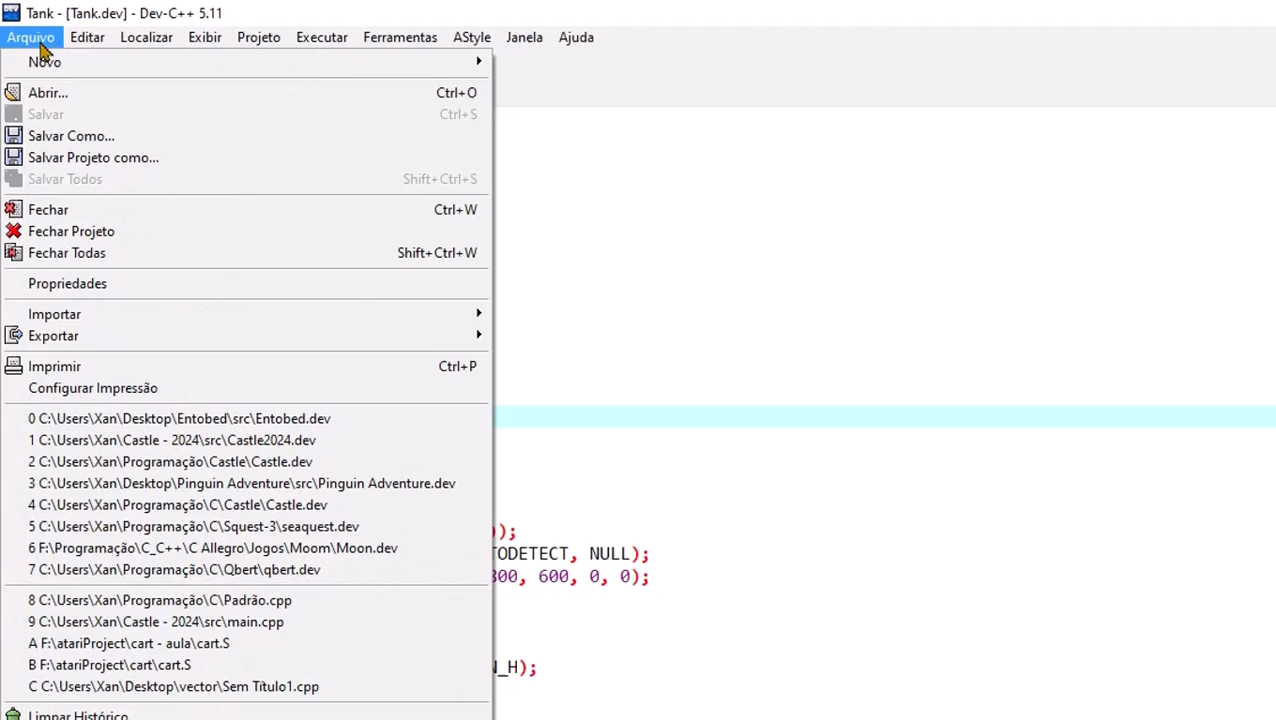 Tank - [Tank.dev] - Dev-C++ 5.11
Arquivo Editar Localizar Exibir Projeto Executar Ferramentas AStyle Janela Ajuda
Novo
Abrir... Ctrl+O
Salvar Ctrl+S
Salvar Como...
Salvar Projeto como...
Salvar Todos Shift+Ctrl+S
Fechar Ctrl+W
Fechar Projeto
Fechar Todas Shift+Ctrl+W
Propriedades
Importar
Exportar
Imprimir Ctrl+P
Configurar Impressão
0 C:\Users\Xan\Desktop\Entobed\src\Entobed.dev
1 C:\Users\Xan\Castle - 2024\src\Castle2024.dev
2 C:\Users\Xan\Programação\Castle\Castle.dev
3 C:\Users\Xan\Desktop\Pinguin Adventure\src\Pinguin Adventure.dev
4 C:\Users\Xan\Programação\C\Castle\Castle.dev
5 C:\Users\Xan\Programação\C\Squest-3\seaquest.dev
));
6 F:\Programação\C_C++\C Allegro\Jogos\Moom\Moon.dev
TODETECT, NULL);
7 C:\Users\Xan\Programação\C\Qbert\qbert.dev
800, 600, 0, 0);
8 C:\Users\Xan\Programação\C\Padrão.cpp
9 C:\Users\Xan\Castle - 2024\src\main.cpp
A F:\atariProject\cart - aula\cart.S
B F:\atariProject\cart\cart.S
N_H);
C C:\Users\Xan\Desktop\vector\Sem Título1.cpp
Limpar Histórico